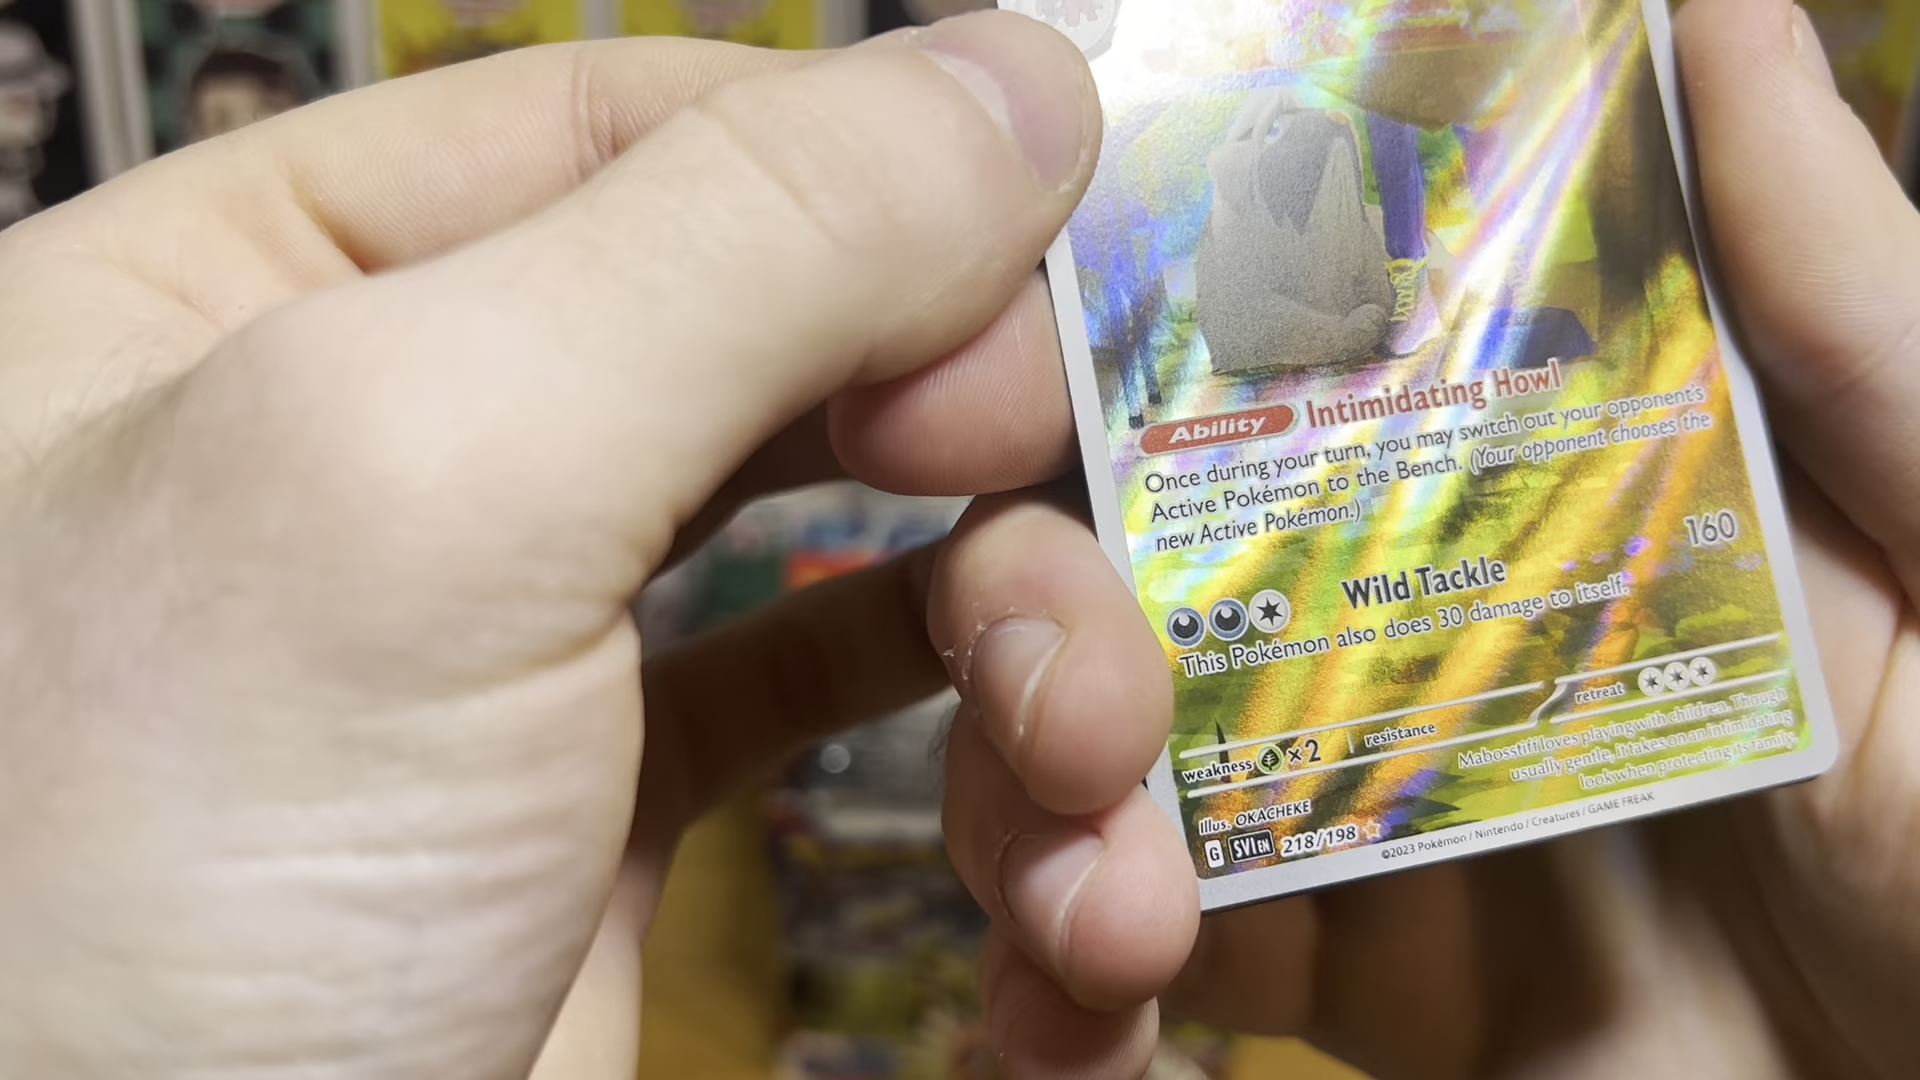 Ability Intimidating Howl
Once during your turn, you may switch out your opponent's
Active Pokémon to the Bench. (Your opponent chooses the
new Active Pokémon.)
Wild Tackle 160
This Pokémon also does 30 damage to itself.
weakness ×2 resistance retreat
Mabosstiff loves playing with children. Though
usually gentle, it takes on an intimidating
look when protecting its family.
Illus. OKACHEKE
G SVI EN 218/198
©2023 Pokémon / Nintendo / Creatures / GAME FREAK